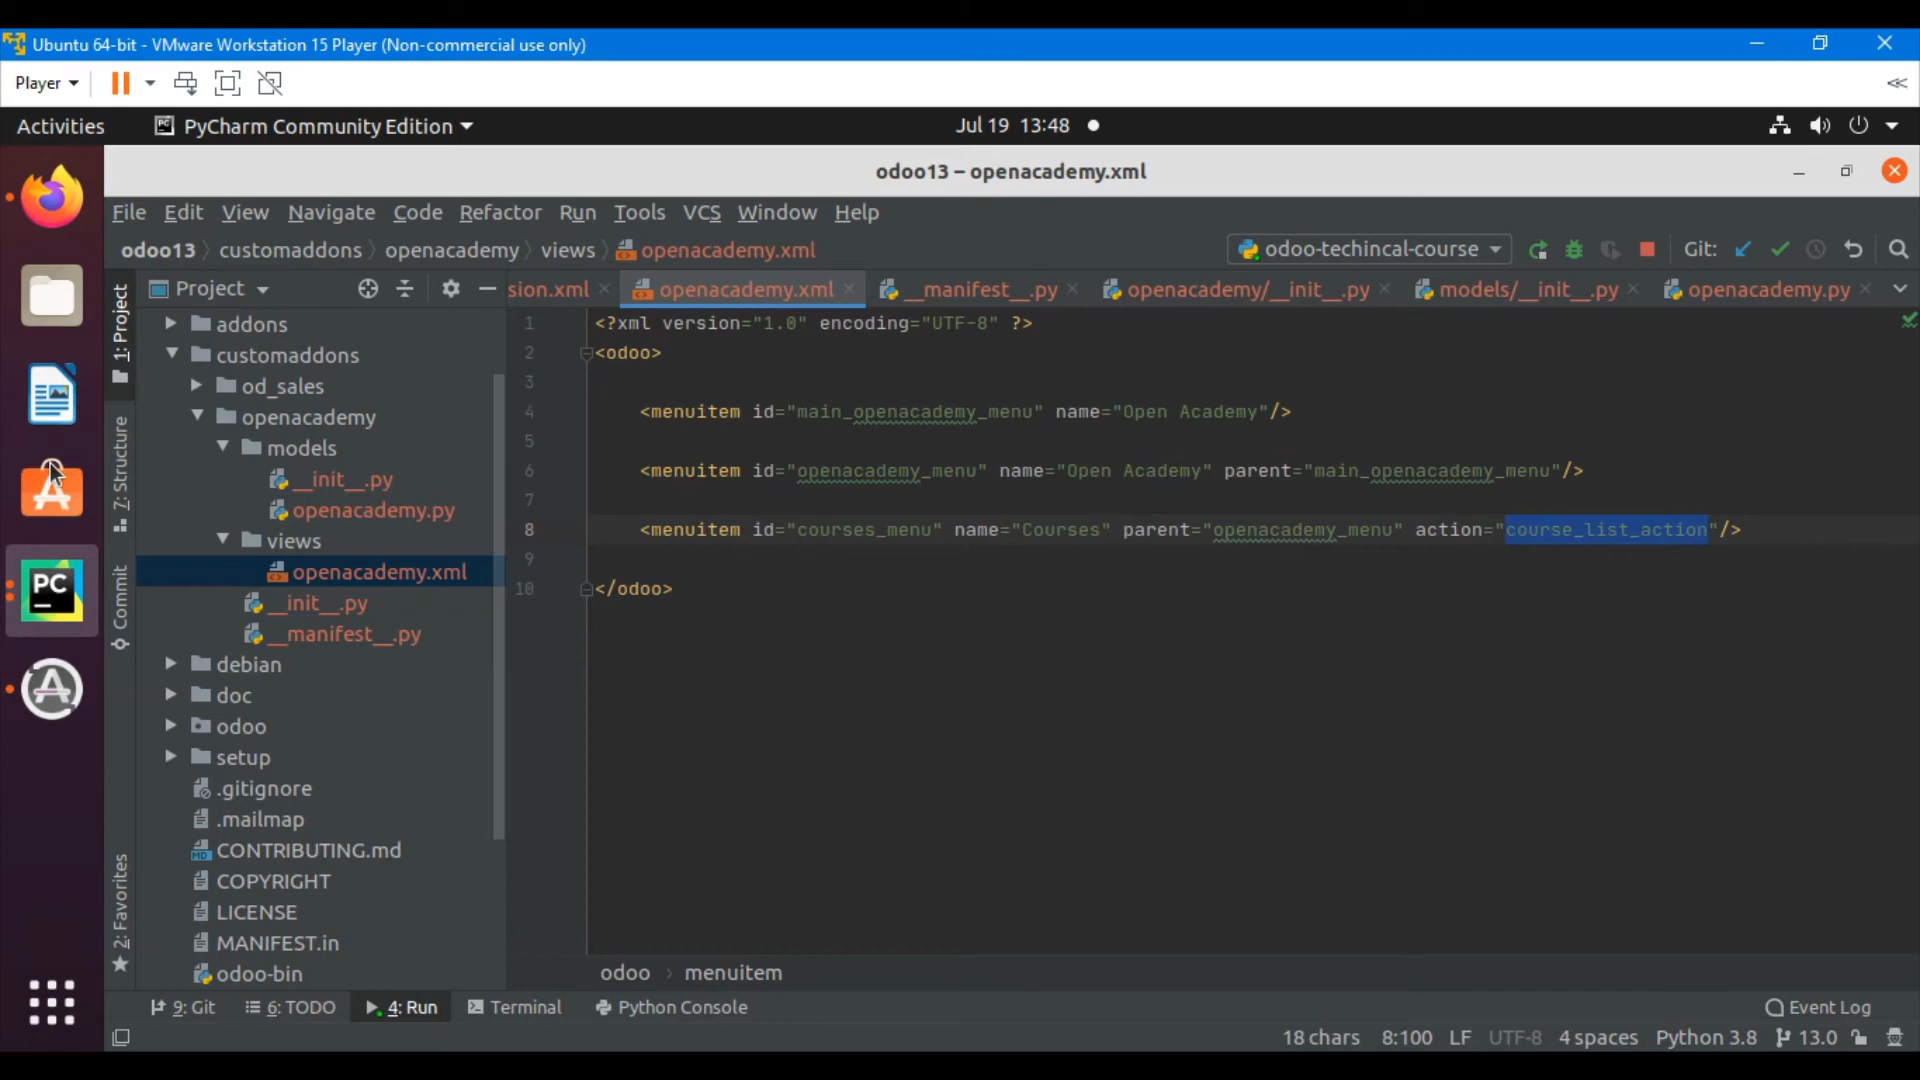 Ubuntu 64-bit - VMware Workstation 15 Player (Non-commercial use only)
Player
Activities PyCharm Community Edition Jul 19 13:48
odoo13 – openacademy.xml
File Edit View Navigate Code Refactor Run Tools VCS Window Help
odoo13 customaddons openacademy views openacademy.xml odoo-techincal-course Git:
Project sion.xml openacademy.xml __manifest__.py openacademy/__init__.py models/__init__.py openacademy.py
1: Project
7: Structure
Commit
2: Favorites
addons
customaddons
od_sales
openacademy
models
__init__.py
openacademy.py
views
openacademy.xml
__init__.py
__manifest__.py
debian
doc
odoo
setup
.gitignore
.mailmap
CONTRIBUTING.md
COPYRIGHT
LICENSE
MANIFEST.in
odoo-bin
1 <?xml version="1.0" encoding="UTF-8" ?>
2 <odoo>
3
4 <menuitem id="main_openacademy_menu" name="Open Academy"/>
5
6 <menuitem id="openacademy_menu" name="Open Academy" parent="main_openacademy_menu"/>
7
8 <menuitem id="courses_menu" name="Courses" parent="openacademy_menu" action="course_list_action"/>
9
10 </odoo>
odoo menuitem
9: Git 6: TODO 4: Run Terminal Python Console Event Log
18 chars 8:100 LF UTF-8 4 spaces Python 3.8 13.0